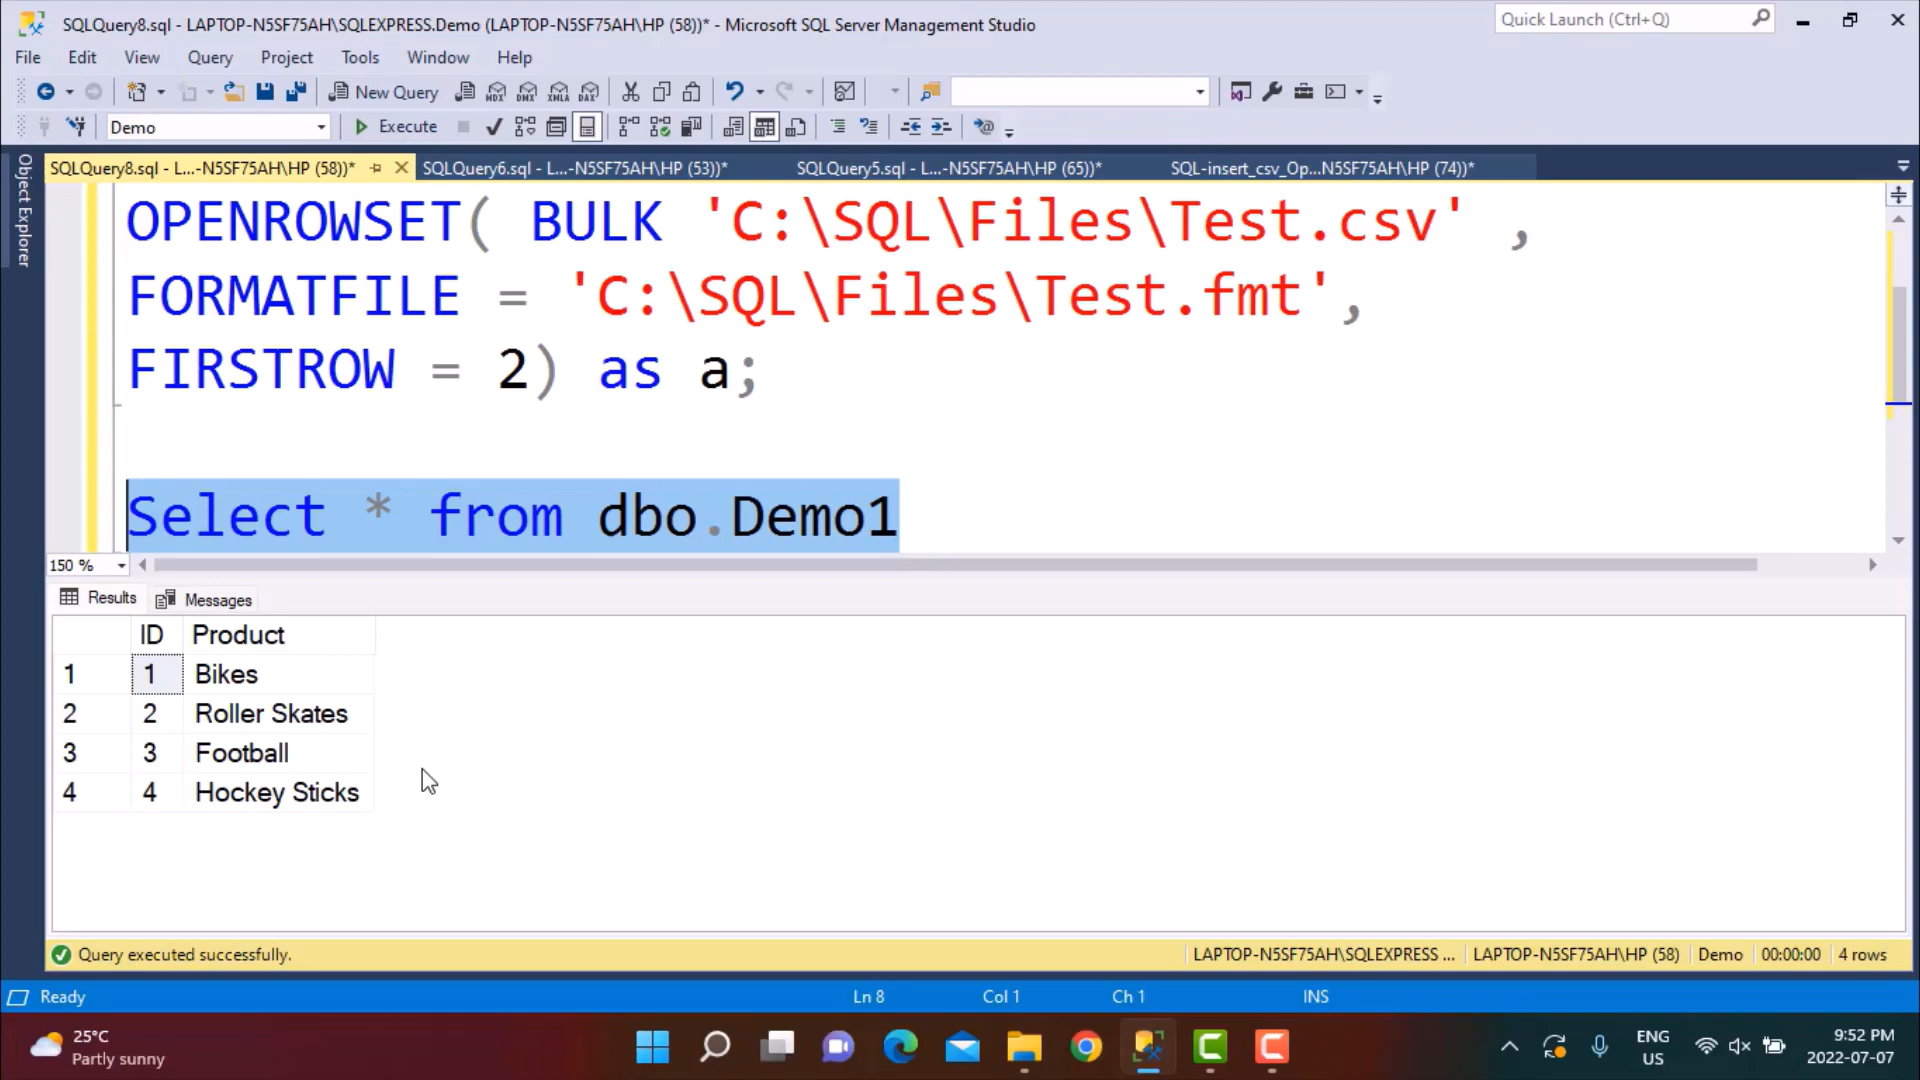 SQLQuery8.sql - LAPTOP-N5SF75AH\SQLEXPRESS.Demo (LAPTOP-N5SF75AH\HP (58))* - Microsoft SQL Server Management Studio
Quick Launch (Ctrl+Q)
File Edit View Query Project Tools Window Help
New Query MDX DMX XMLA DAX
Demo Execute
Object Explorer
SQLQuery8.sql - L...-N5SF75AH\HP (58))* SQLQuery6.sql - L...-N5SF75AH\HP (53))* SQLQuery5.sql - L...-N5SF75AH\HP (65))* SQL-insert_csv_Op...N5SF75AH\HP (74))*
OPENROWSET( BULK 'C:\SQL\Files\Test.csv' ,
FORMATFILE = 'C:\SQL\Files\Test.fmt',
FIRSTROW = 2) as a;
Select * from dbo.Demo1
150 %
Results Messages
ID Product
1 1 Bikes
2 2 Roller Skates
3 3 Football
4 4 Hockey Sticks
Query executed successfully. LAPTOP-N5SF75AH\SQLEXPRESS ... LAPTOP-N5SF75AH\HP (58) Demo 00:00:00 4 rows
Ready Ln 8 Col 1 Ch 1 INS
25°C
Partly sunny
ENG
US
9:52 PM
2022-07-07